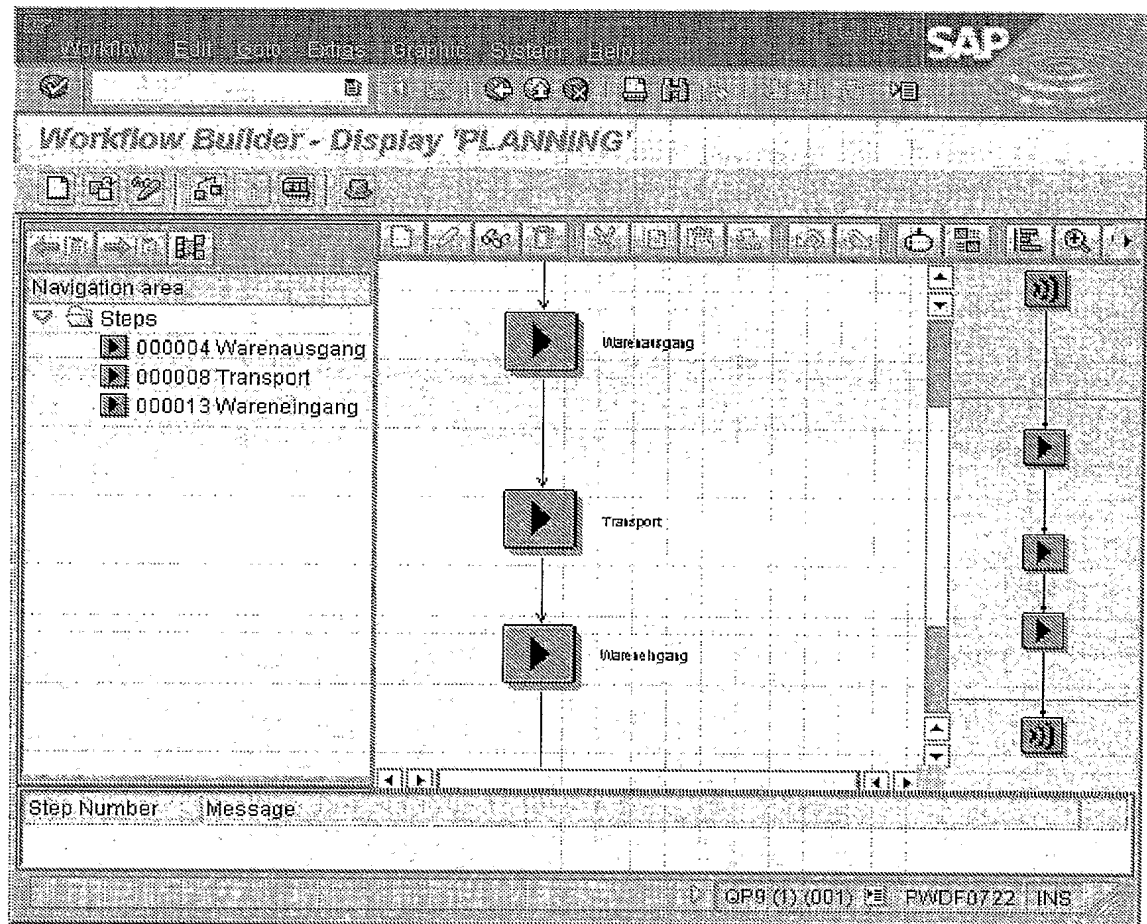 Workflow Edit Goto Extras Graphic System Help
SAP
Workflow Builder - Display 'PLANNING'
Navigation area
Steps
000004 Warenausgang
000008 Transport
000013 Wareneingang
Warenausgang
Transport
Wareneingang
Step Number Message
QP9 (1) (001) PWDF0722 INS